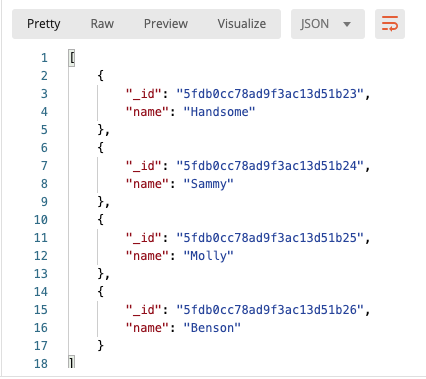 Pretty Raw Preview Visualize JSON
1 [
2 {
3 "_id": "5fdb0cc78ad9f3ac13d51b23",
4 "name": "Handsome"
5 },
6 {
7 "_id": "5fdb0cc78ad9f3ac13d51b24",
8 "name": "Sammy"
9 },
10 {
11 "_id": "5fdb0cc78ad9f3ac13d51b25",
12 "name": "Molly"
13 },
14 {
15 "_id": "5fdb0cc78ad9f3ac13d51b26",
16 "name": "Benson"
17 }
18 ]